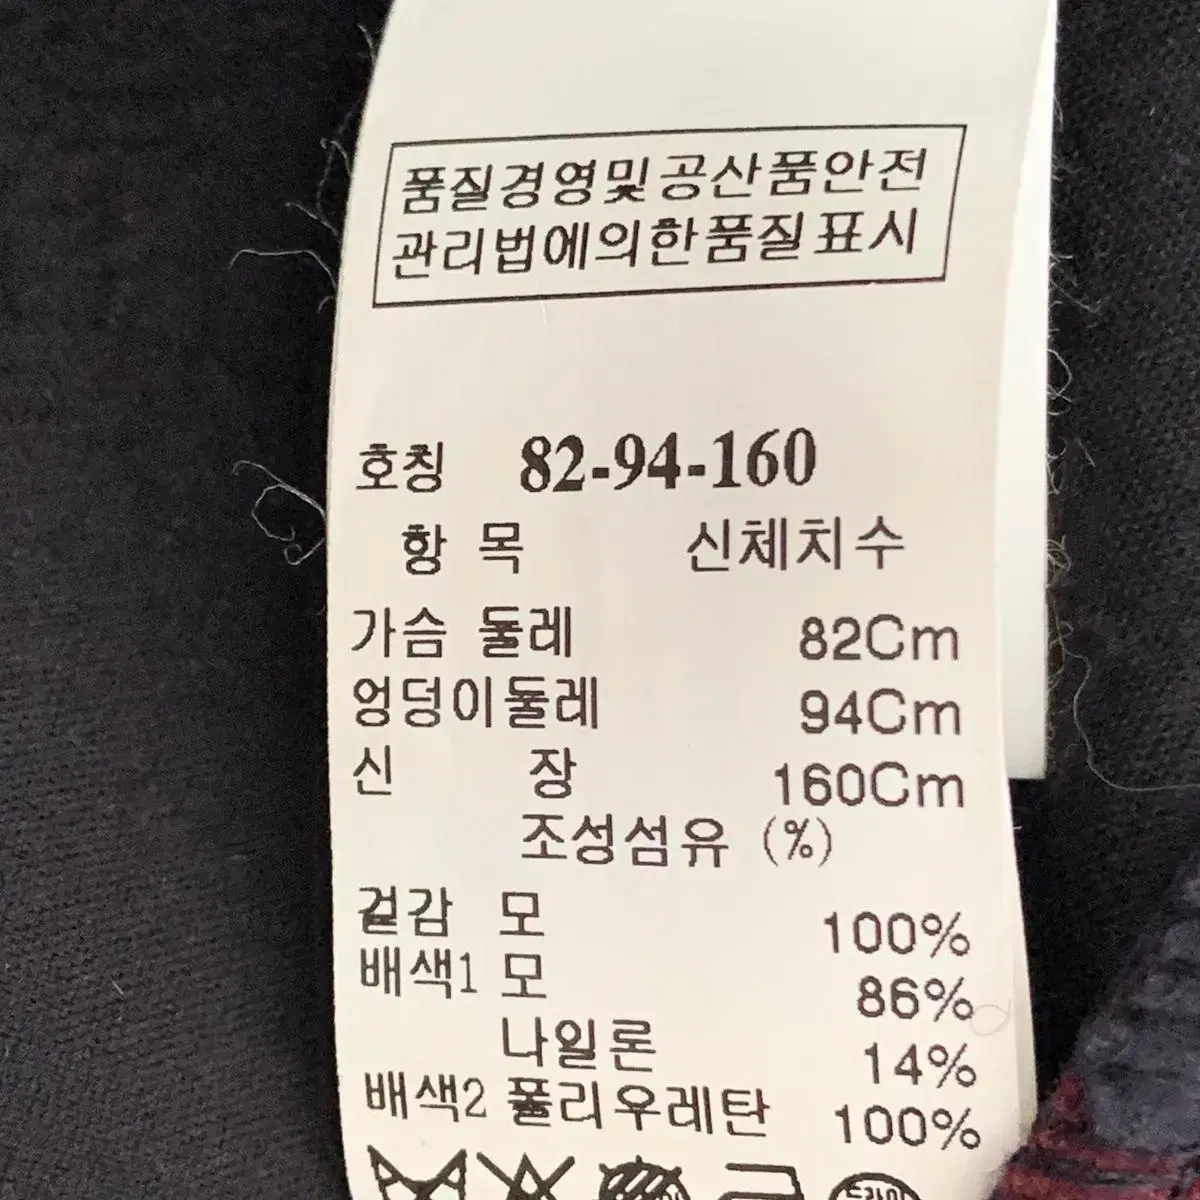 품질경영및공산품안전
관리법에의한품질표시
호칭 82-94-160
항 목 신체치수
가슴 둘레 82Cm
엉덩이둘레 94Cm
신 장 160Cm
조성섬유 (%)
겉감 모 100%
배색1 모 86%
나일론 14%
배색2 폴리우레탄 100%